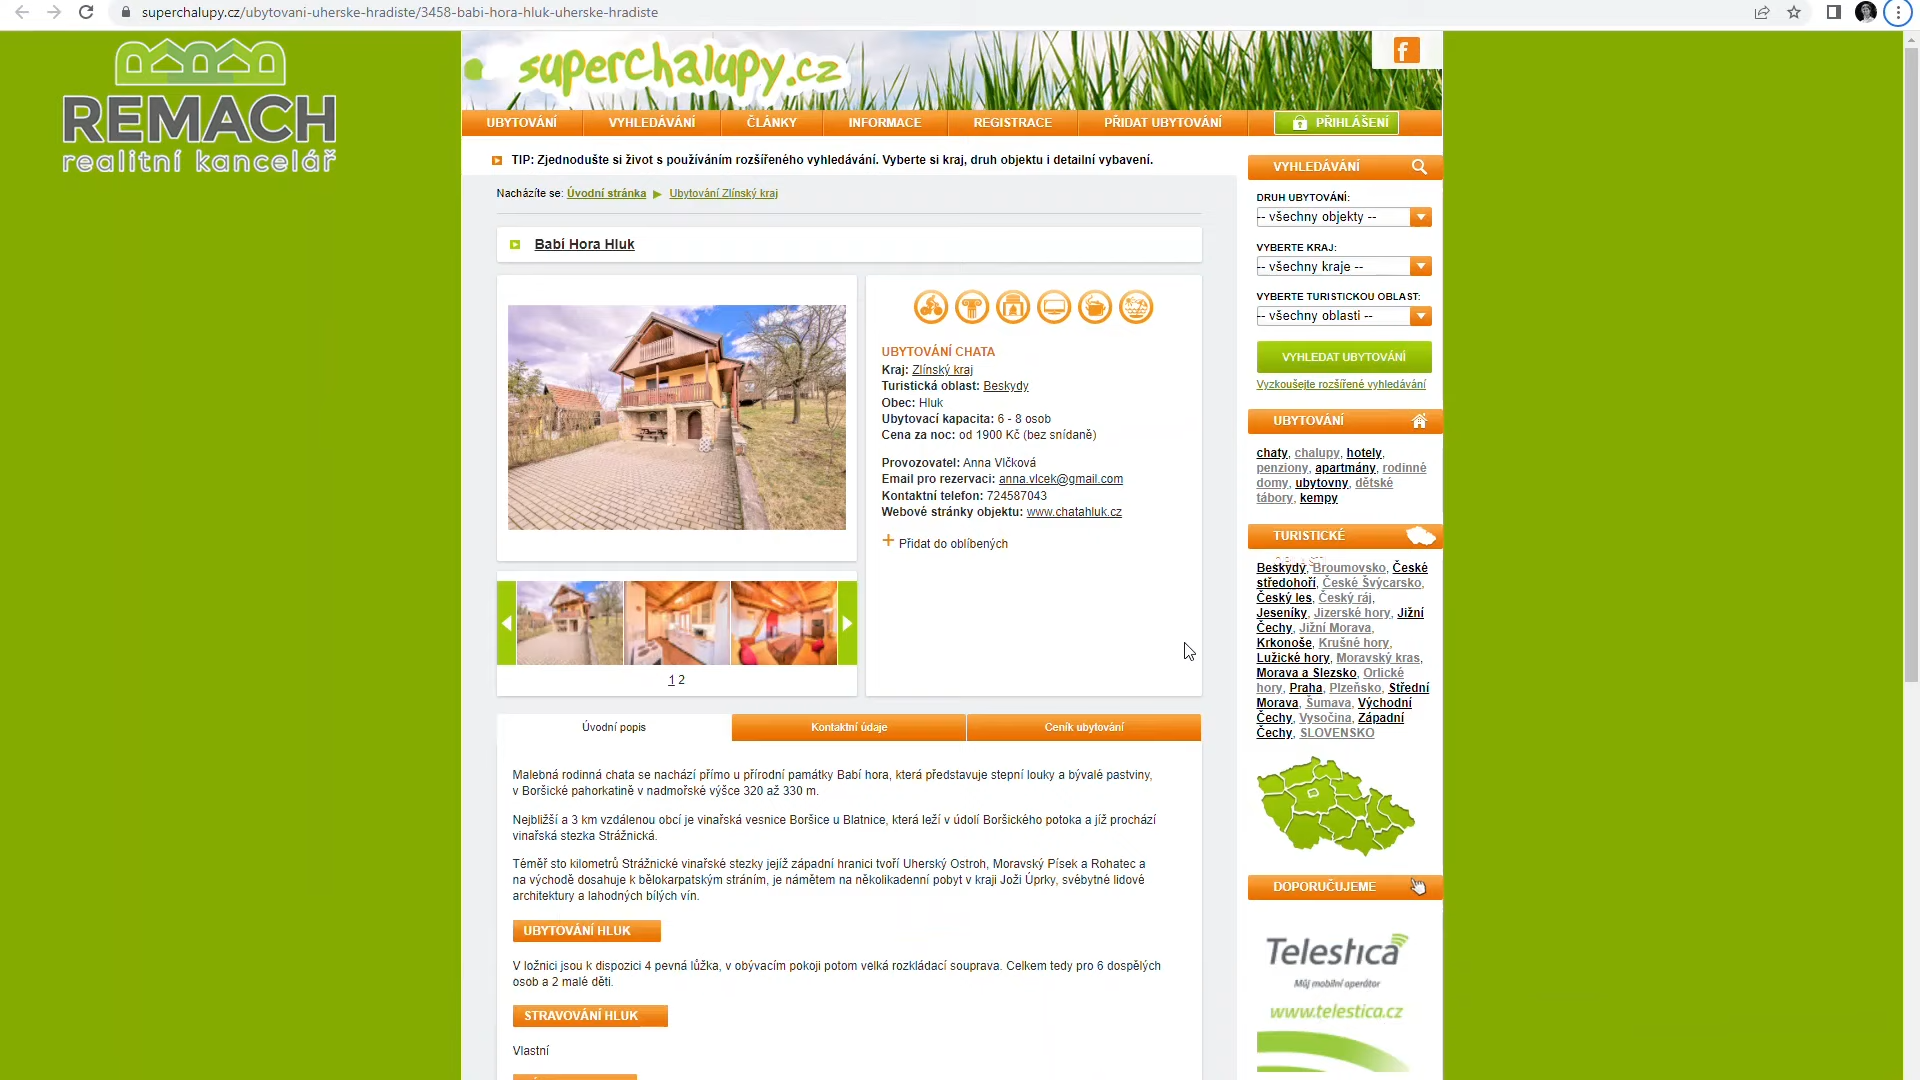 superchalupy.cz/ubytovani-uherske-hradiste/3458-babi-hora-hluk-uherske-hradiste
REMACH
realitní kancelář
superchalupy.cz
f
UBYTOVÁNÍ
VYHLEDÁVÁNÍ
ČLÁNKY
INFORMACE
REGISTRACE
PŘIDAT UBYTOVÁNÍ
PŘIHLÁŠENÍ
TIP: Zjednodušte si život s používáním rozšířeného vyhledávání. Vyberte si kraj, druh objektu i detailní vybavení.
Nacházíte se: Úvodní stránka Ubytování Zlínský kraj
Babí Hora Hluk
UBYTOVÁNÍ CHATA
Kraj: Zlínský kraj
Turistická oblast: Beskydy
Obec: Hluk
Ubytovací kapacita: 6 - 8 osob
Cena za noc: od 1900 Kč (bez snídaně)
Provozovatel: Anna Vlčková
Email pro rezervaci: anna.vlcek@gmail.com
Kontaktní telefon: 724587043
Webové stránky objektu: www.chatahluk.cz
+ Přidat do oblíbených
1 2
Úvodní popis
Kontaktní údaje
Ceník ubytování
Malebná rodinná chata se nachází přímo u přírodní památky Babí hora, která představuje stepní louky a bývalé pastviny,
v Boršické pahorkatině v nadmořské výšce 320 až 330 m.
Nejbližší a 3 km vzdálenou obcí je vinařská vesnice Boršice u Blatnice, která leží v údolí Boršického potoka a jíž prochází
vinařská stezka Strážnická.
Téměř sto kilometrů Strážnické vinařské stezky jejíž západní hranici tvoří Uherský Ostroh, Moravský Písek a Rohatec a
na východě dosahuje k bělokarpatským stráním, je námětem na několikadenní pobyt v kraji Joži Úprky, svébytné lidové
architektury a lahodných bílých vín.
UBYTOVÁNÍ HLUK
V ložnici jsou k dispozici 4 pevná lůžka, v obývacím pokoji potom velká rozkládací souprava. Celkem tedy pro 6 dospělých
osob a 2 malé děti.
STRAVOVÁNÍ HLUK
Vlastní
VYHLEDÁVÁNÍ
DRUH UBYTOVÁNÍ:
-- všechny objekty --
VYBERTE KRAJ:
-- všechny kraje --
VYBERTE TURISTICKOU OBLAST:
-- všechny oblasti --
VYHLEDAT UBYTOVÁNÍ
Vyzkoušejte rozšířené vyhledávání
UBYTOVÁNÍ
chaty, chalupy, hotely,
penziony, apartmány, rodinné
domy, ubytovny, dětské
tábory, kempy
TURISTICKÉ
Beskydy, Broumovsko, České
středohoří, České Švýcarsko,
Český les, Český ráj,
Jeseníky, Jizerské hory, Jižní
Čechy, Jižní Morava,
Krkonoše, Krušné hory,
Lužické hory, Moravský kras,
Morava a Slezsko, Orlické
hory, Praha, Plzeňsko, Střední
Morava, Šumava, Východní
Čechy, Vysočina, Západní
Čechy, SLOVENSKO
DOPORUČUJEME
Telestica
Můj mobilní operátor
www.telestica.cz